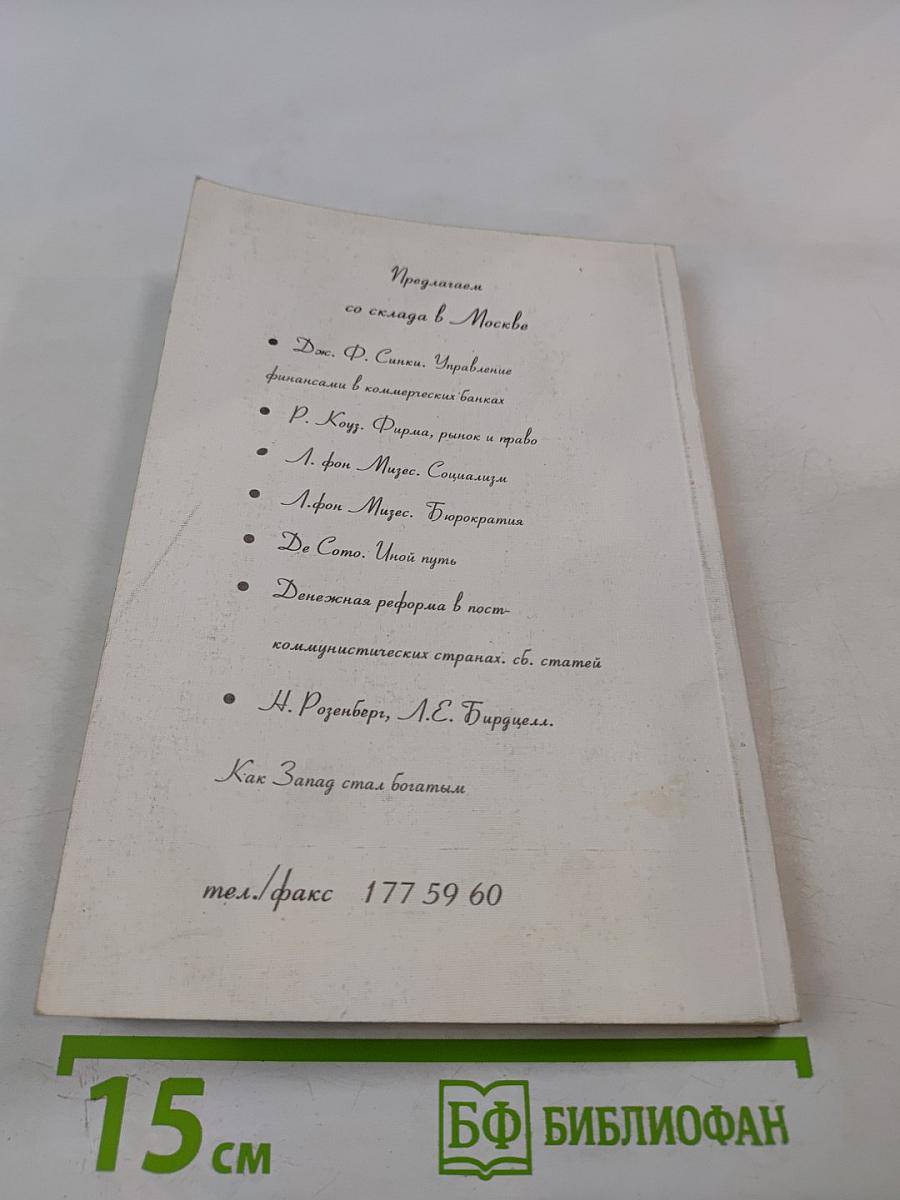 Предлагаем
со склада в Москве
• Дж. Ф. Синки. Управление
финансами в коммерческих банках
• Р. Коуз. Фирма, рынок и право
• Л. фон Мизес. Социализм
• Л.фон Мизес. Бюрократия
• Де Сото. Иной путь
• Денежная реформа в пост-
коммунистических странах. сб. статей
• Н. Розенберг, Л.Е. Бирдцелл.
Как Запад стал богатым
тел./факс 177 59 60
15 см
БФ БИБЛИОФАН